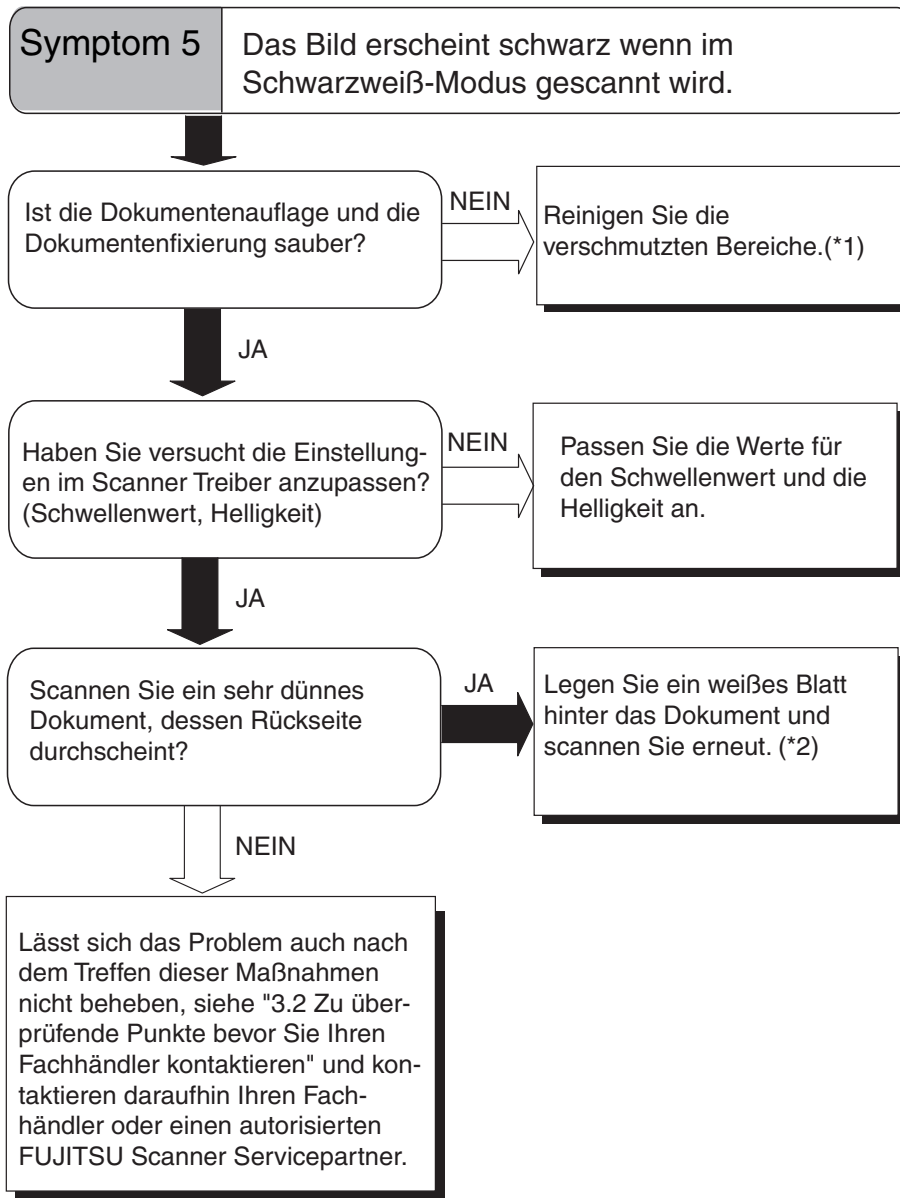 Symptom 5
Das Bild erscheint schwarz wenn im
Schwarzweiß-Modus gescannt wird.
Ist die Dokumentenauflage und die
Dokumentenfixierung sauber?
NEIN
Reinigen Sie die
verschmutzten Bereiche.(*1)
JA
Haben Sie versucht die Einstellung-
en im Scanner Treiber anzupassen?
(Schwellenwert, Helligkeit)
NEIN
Passen Sie die Werte für
den Schwellenwert und die
Helligkeit an.
JA
Scannen Sie ein sehr dünnes
Dokument, dessen Rückseite
durchscheint?
JA
Legen Sie ein weißes Blatt
hinter das Dokument und
scannen Sie erneut. (*2)
NEIN
Lässt sich das Problem auch nach
dem Treffen dieser Maßnahmen
nicht beheben, siehe "3.2 Zu über-
prüfende Punkte bevor Sie Ihren
Fachhändler kontaktieren" und kon-
taktieren daraufhin Ihren Fach-
händler oder einen autorisierten
FUJITSU Scanner Servicepartner.